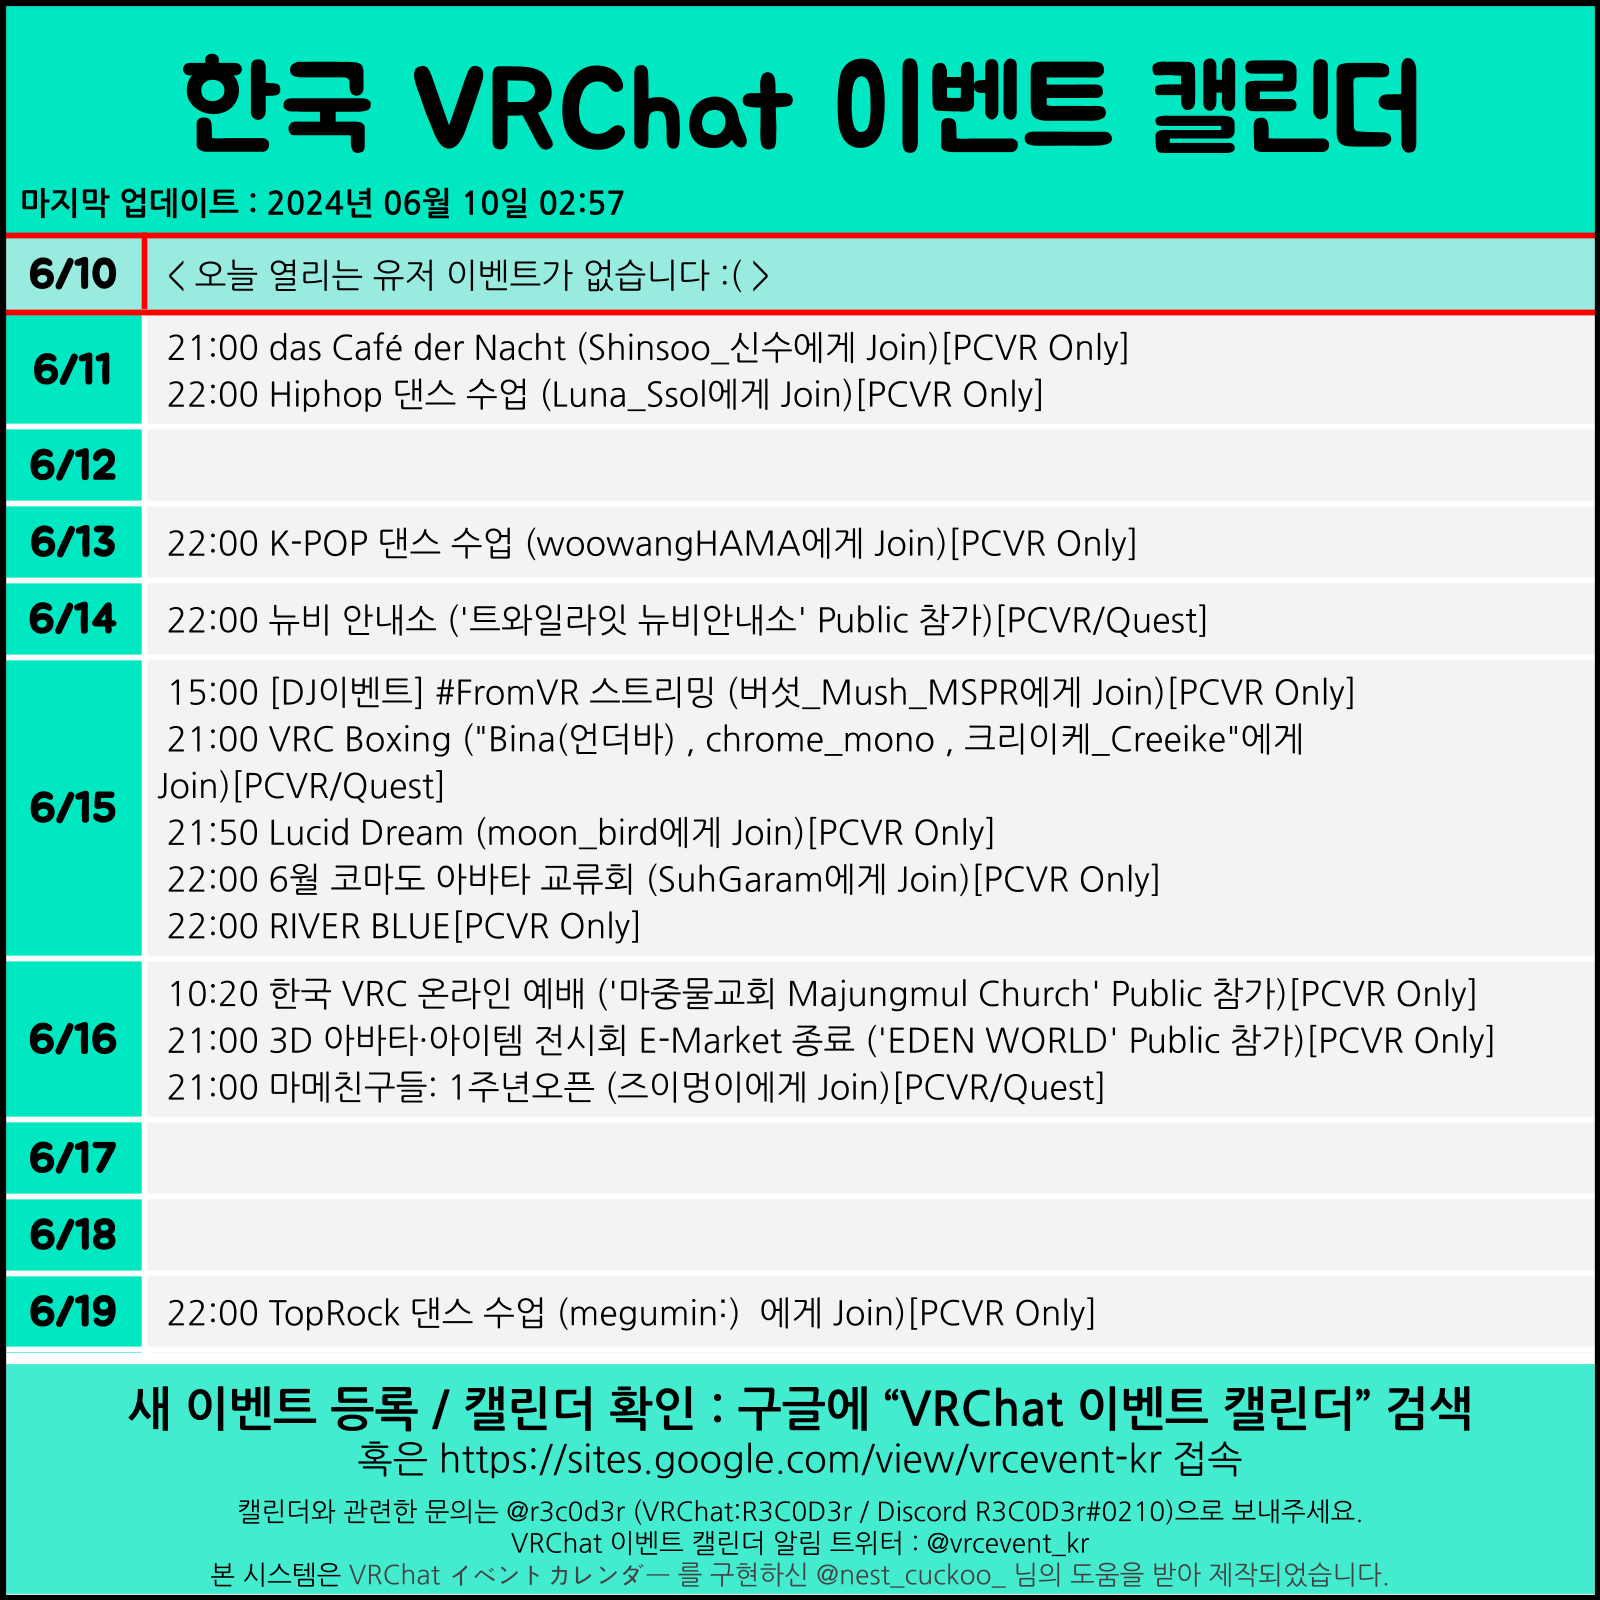 한국 VRChat 이벤트 캘린더
마지막 업데이트 : 2024년 06월 10일 02:57
6/10
< 오늘 열리는 유저 이벤트가 없습니다 :( >
6/11
21:00 das Café der Nacht (Shinsoo_신수에게 Join)[PCVR Only]
22:00 Hiphop 댄스 수업 (Luna_Ssol에게 Join)[PCVR Only]
6/12
6/13
22:00 K-POP 댄스 수업 (woowangHAMA에게 Join)[PCVR Only]
6/14
22:00 뉴비 안내소 ('트와일라잇 뉴비안내소' Public 참가)[PCVR/Quest]
6/15
15:00 [DJ이벤트] #FromVR 스트리밍 (버섯_Mush_MSPR에게 Join)[PCVR Only]
21:00 VRC Boxing ("Bina(언더바) , chrome_mono , 크리이케_Creeike"에게
Join)[PCVR/Quest]
21:50 Lucid Dream (moon_bird에게 Join)[PCVR Only]
22:00 6월 코마도 아바타 교류회 (SuhGaram에게 Join)[PCVR Only]
22:00 RIVER BLUE[PCVR Only]
6/16
10:20 한국 VRC 온라인 예배 ('마중물교회 Majungmul Church' Public 참가)[PCVR Only]
21:00 3D 아바타·아이템 전시회 E-Market 종료 ('EDEN WORLD' Public 참가)[PCVR Only]
21:00 마메친구들: 1주년오픈 (즈이멍이에게 Join)[PCVR/Quest]
6/17
6/18
6/19
22:00 TopRock 댄스 수업 (megumin:)  에게 Join)[PCVR Only]
새 이벤트 등록 / 캘린더 확인 : 구글에 “VRChat 이벤트 캘린더” 검색
혹은 https://sites.google.com/view/vrcevent-kr 접속
캘린더와 관련한 문의는 @r3c0d3r (VRChat:R3C0D3r / Discord R3C0D3r#0210)으로 보내주세요.
VRChat 이벤트 캘린더 알림 트위터 : @vrcevent_kr
본 시스템은 VRChat イベントカレンダー 를 구현하신 @nest_cuckoo_ 님의 도움을 받아 제작되었습니다.